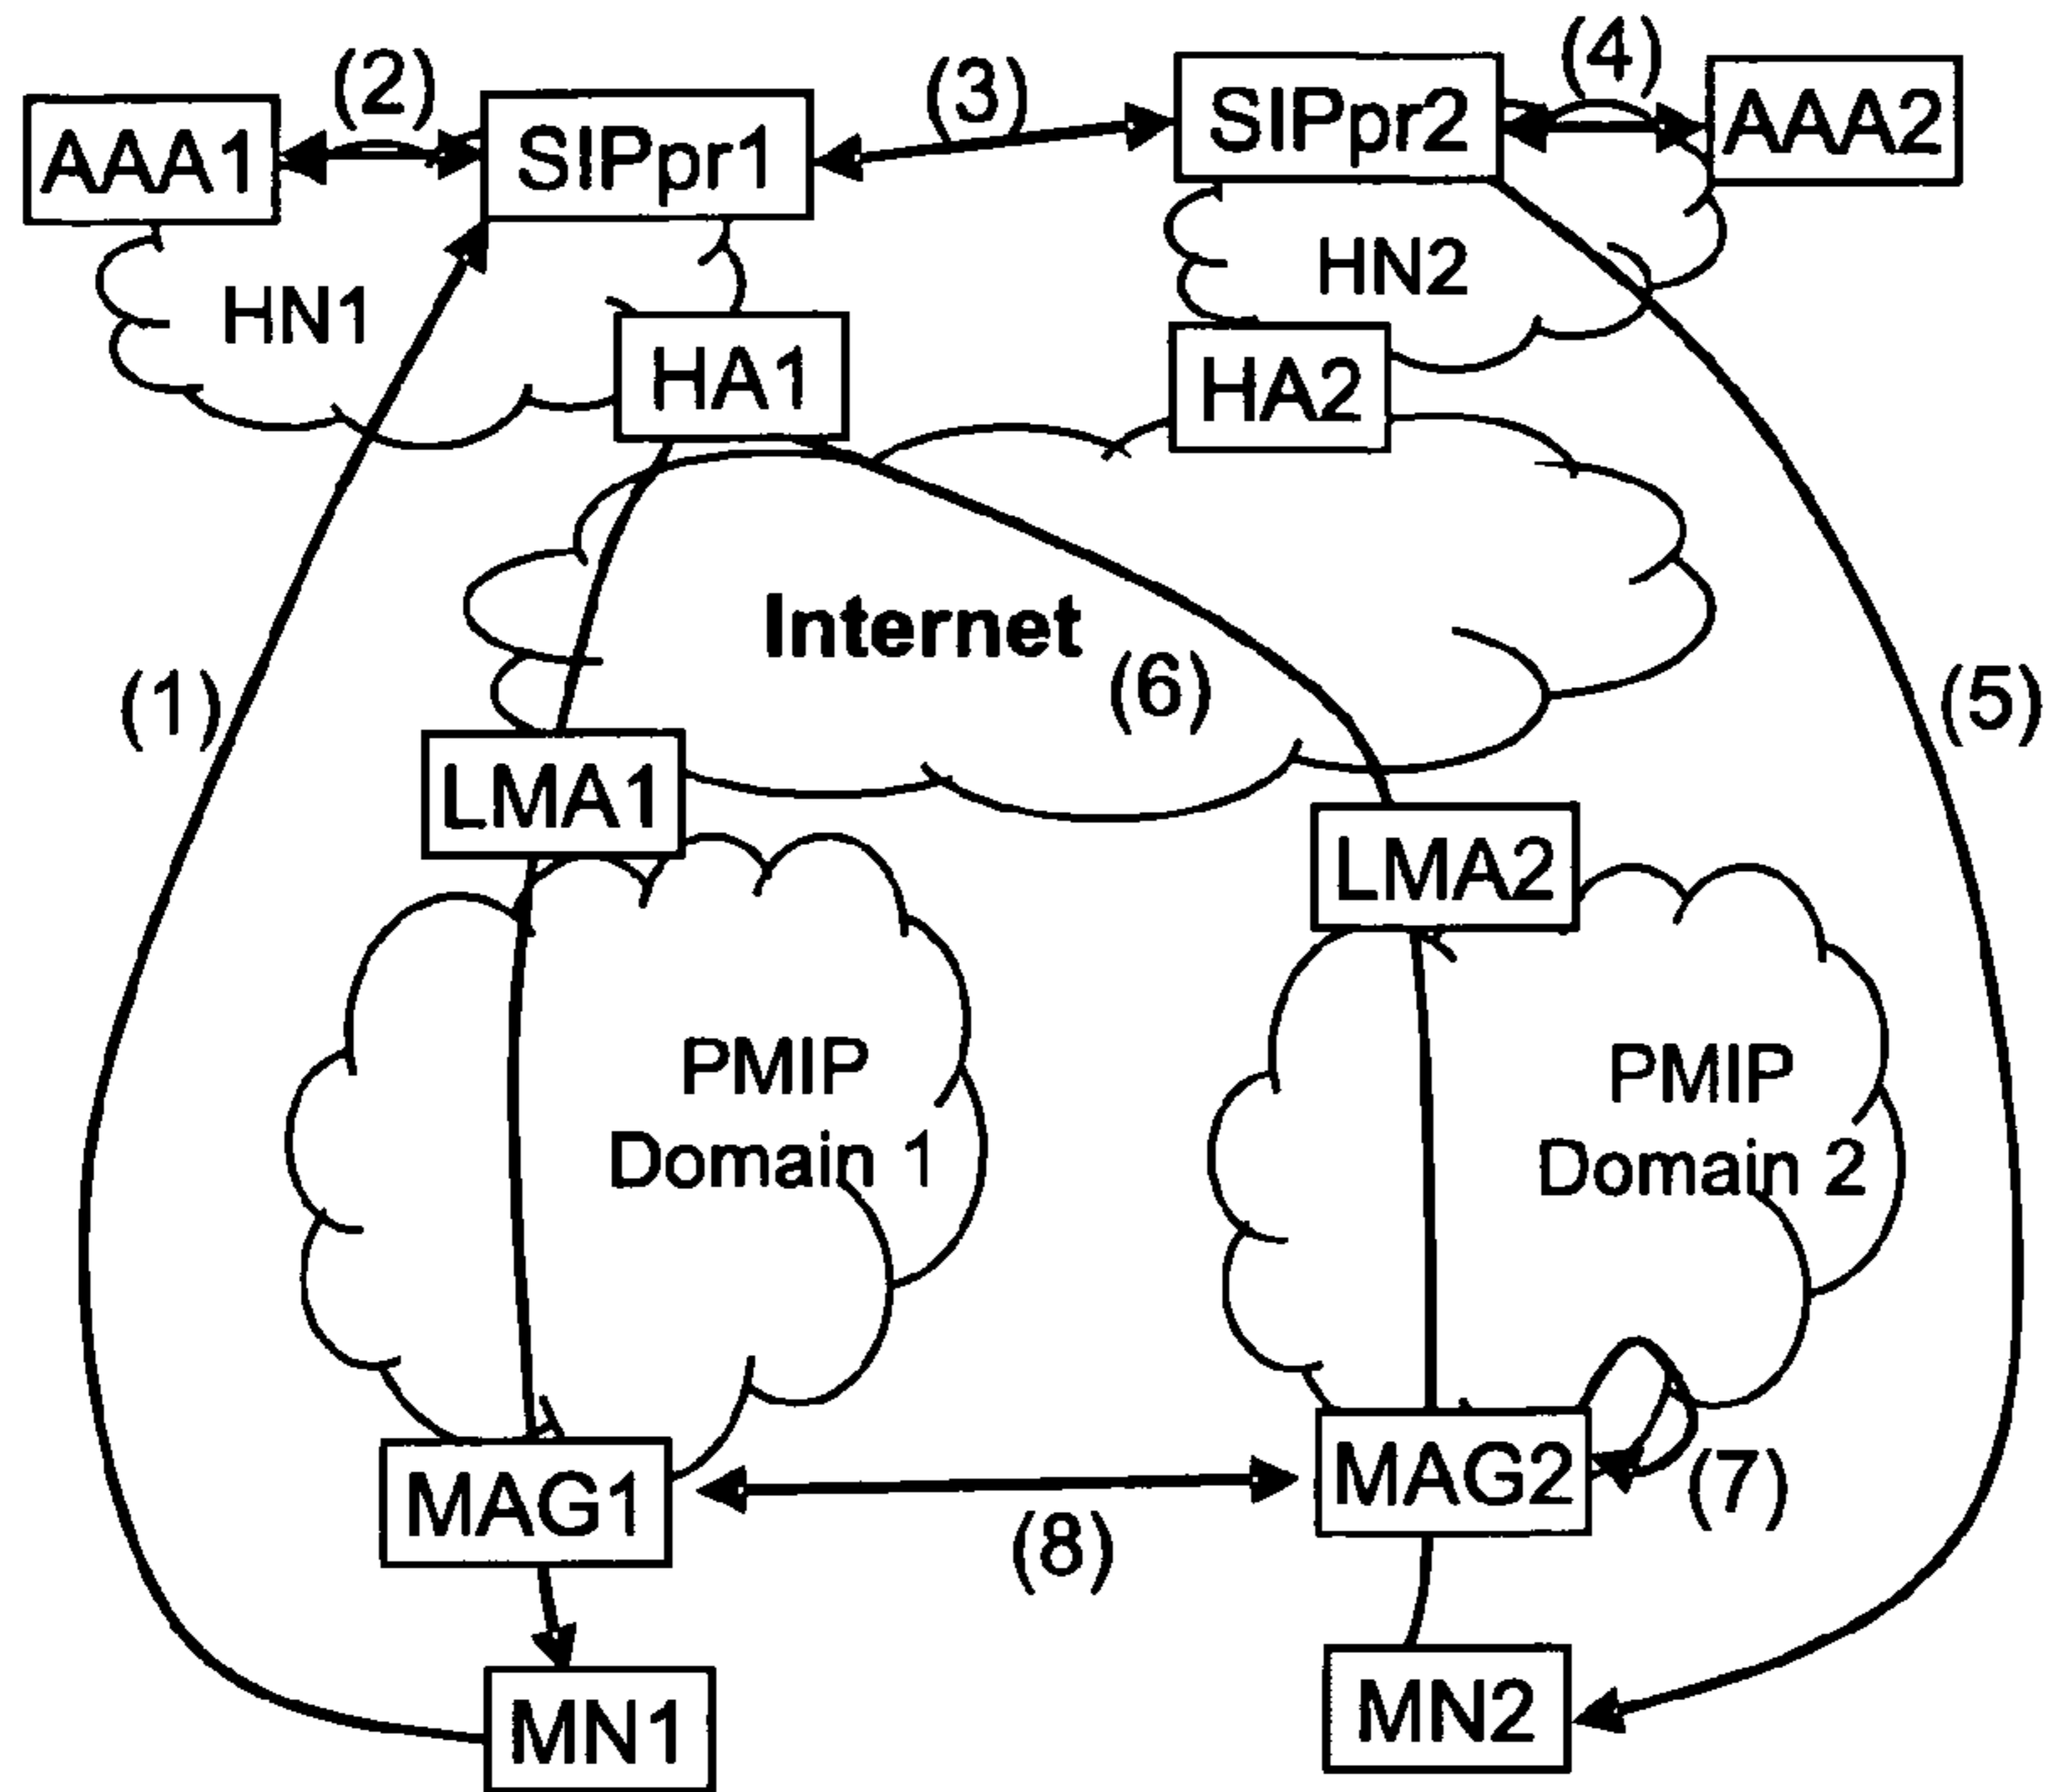 (2)
(3)
(4)
AAA1
SIPpr1
SIPpr2
AAA2
HN1
HN2
HA1
HA2
Internet
(1)
(6)
(5)
LMA1
LMA2
PMIP
Domain 1
PMIP
Domain 2
MAG1
MAG2
(7)
(8)
MN1
MN2